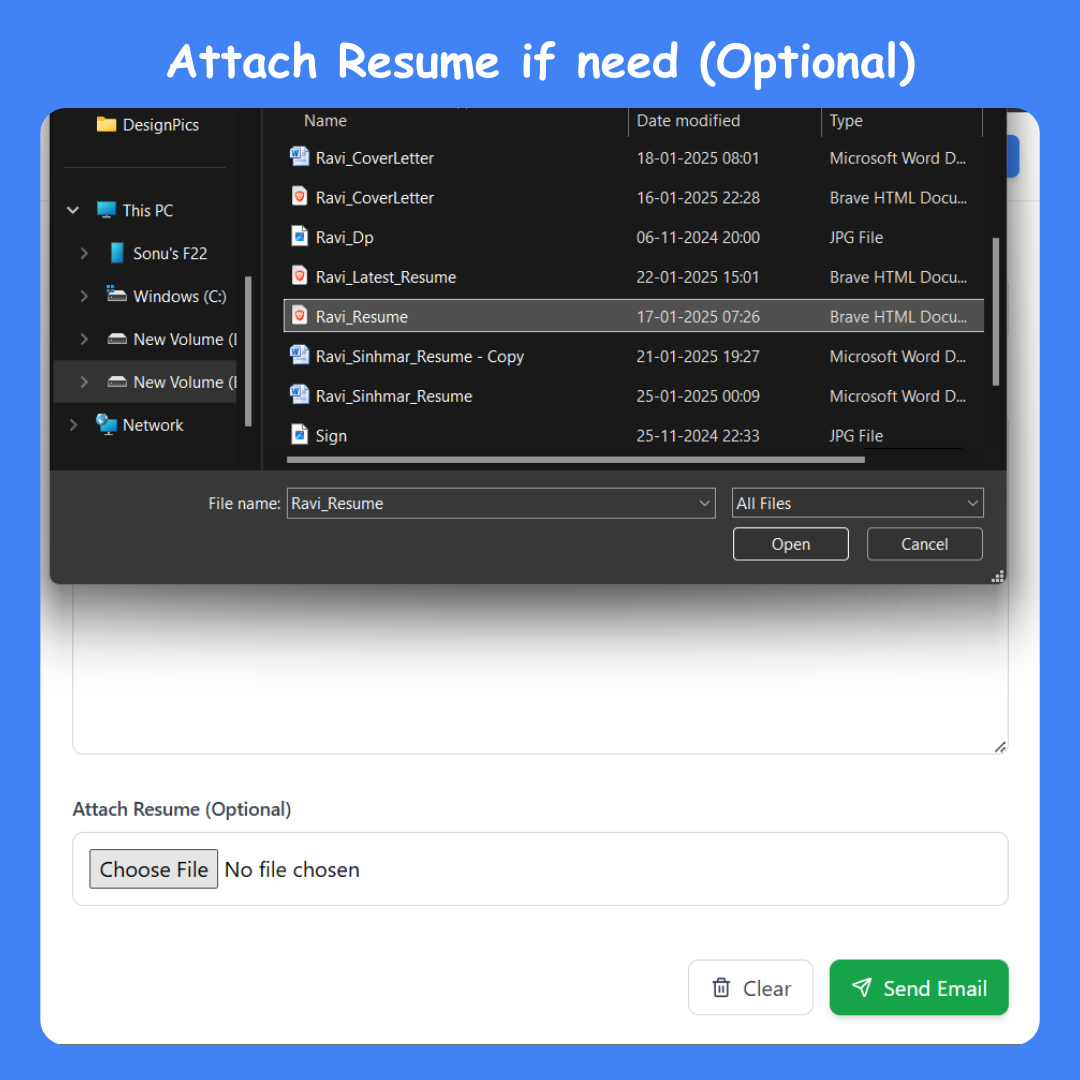 Attach Resume if need (Optional)
DesignPics
This PC
Sonu's F22
Windows (C:)
New Volume (
New Volume (
Network
Name Date modified Type
Ravi_CoverLetter 18-01-2025 08:01 Microsoft Word D...
Ravi_CoverLetter 16-01-2025 22:28 Brave HTML Docu...
Ravi_Dp 06-11-2024 20:00 JPG File
Ravi_Latest_Resume 22-01-2025 15:01 Brave HTML Docu...
Ravi_Resume 17-01-2025 07:26 Brave HTML Docu...
Ravi_Sinhmar_Resume - Copy 21-01-2025 19:27 Microsoft Word D...
Ravi_Sinhmar_Resume 25-01-2025 00:09 Microsoft Word D...
Sign 25-11-2024 22:33 JPG File
File name: Ravi_Resume All Files
Open Cancel
Attach Resume (Optional)
Choose File No file chosen
Clear Send Email